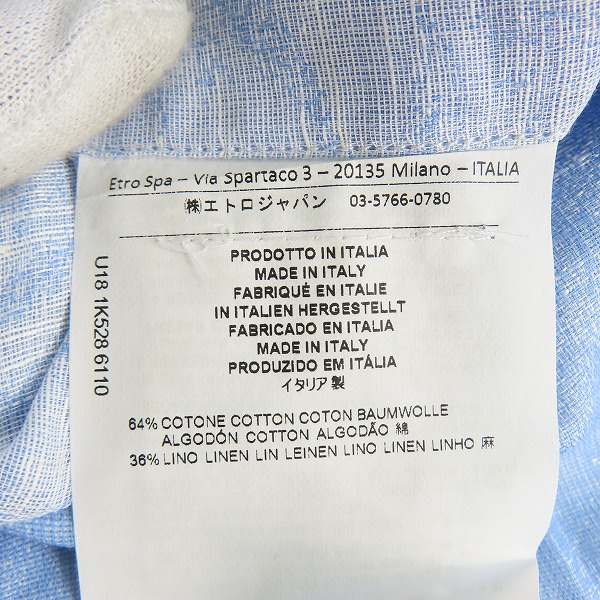 Etro Spa – Via Spartaco 3 – 20135 Milano – ITALIA
㈱エトロジャパン 03-5766-0780
PRODOTTO IN ITALIA
MADE IN ITALY
FABRIQUÉ EN ITALIE
IN ITALIEN HERGESTELLT
FABRICADO EN ITALIA
MADE IN ITALY
PRODUZIDO EM ITÁLIA
イタリア製
64% COTONE COTTON COTON BAUMWOLLE
ALGODÓN COTTON ALGODÃO 綿
36% LINO LINEN LIN LEINEN LINO LINEN LINHO 麻
U18 1K528 6110